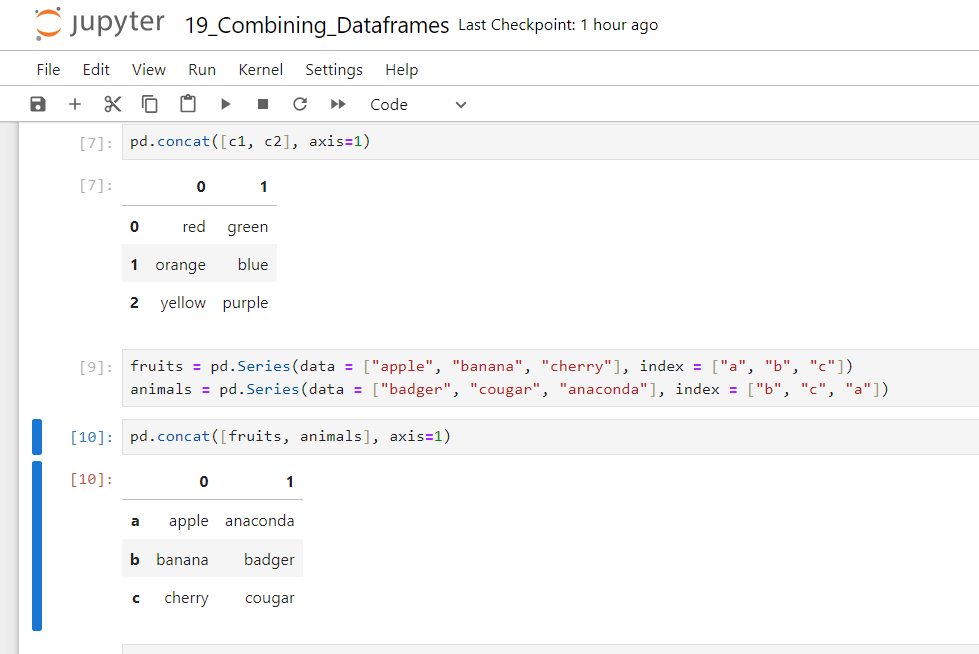 jupyter 19_Combining_Dataframes Last Checkpoint: 1 hour ago
File Edit View Run Kernel Settings Help
Code
[7]: pd.concat([c1, c2], axis=1)
[7]: 0 1
0 red green
1 orange blue
2 yellow purple
[9]: fruits = pd.Series(data = ["apple", "banana", "cherry"], index = ["a", "b", "c"])
animals = pd.Series(data = ["badger", "cougar", "anaconda"], index = ["b", "c", "a"])
[10]: pd.concat([fruits, animals], axis=1)
[10]: 0 1
a apple anaconda
b banana badger
c cherry cougar